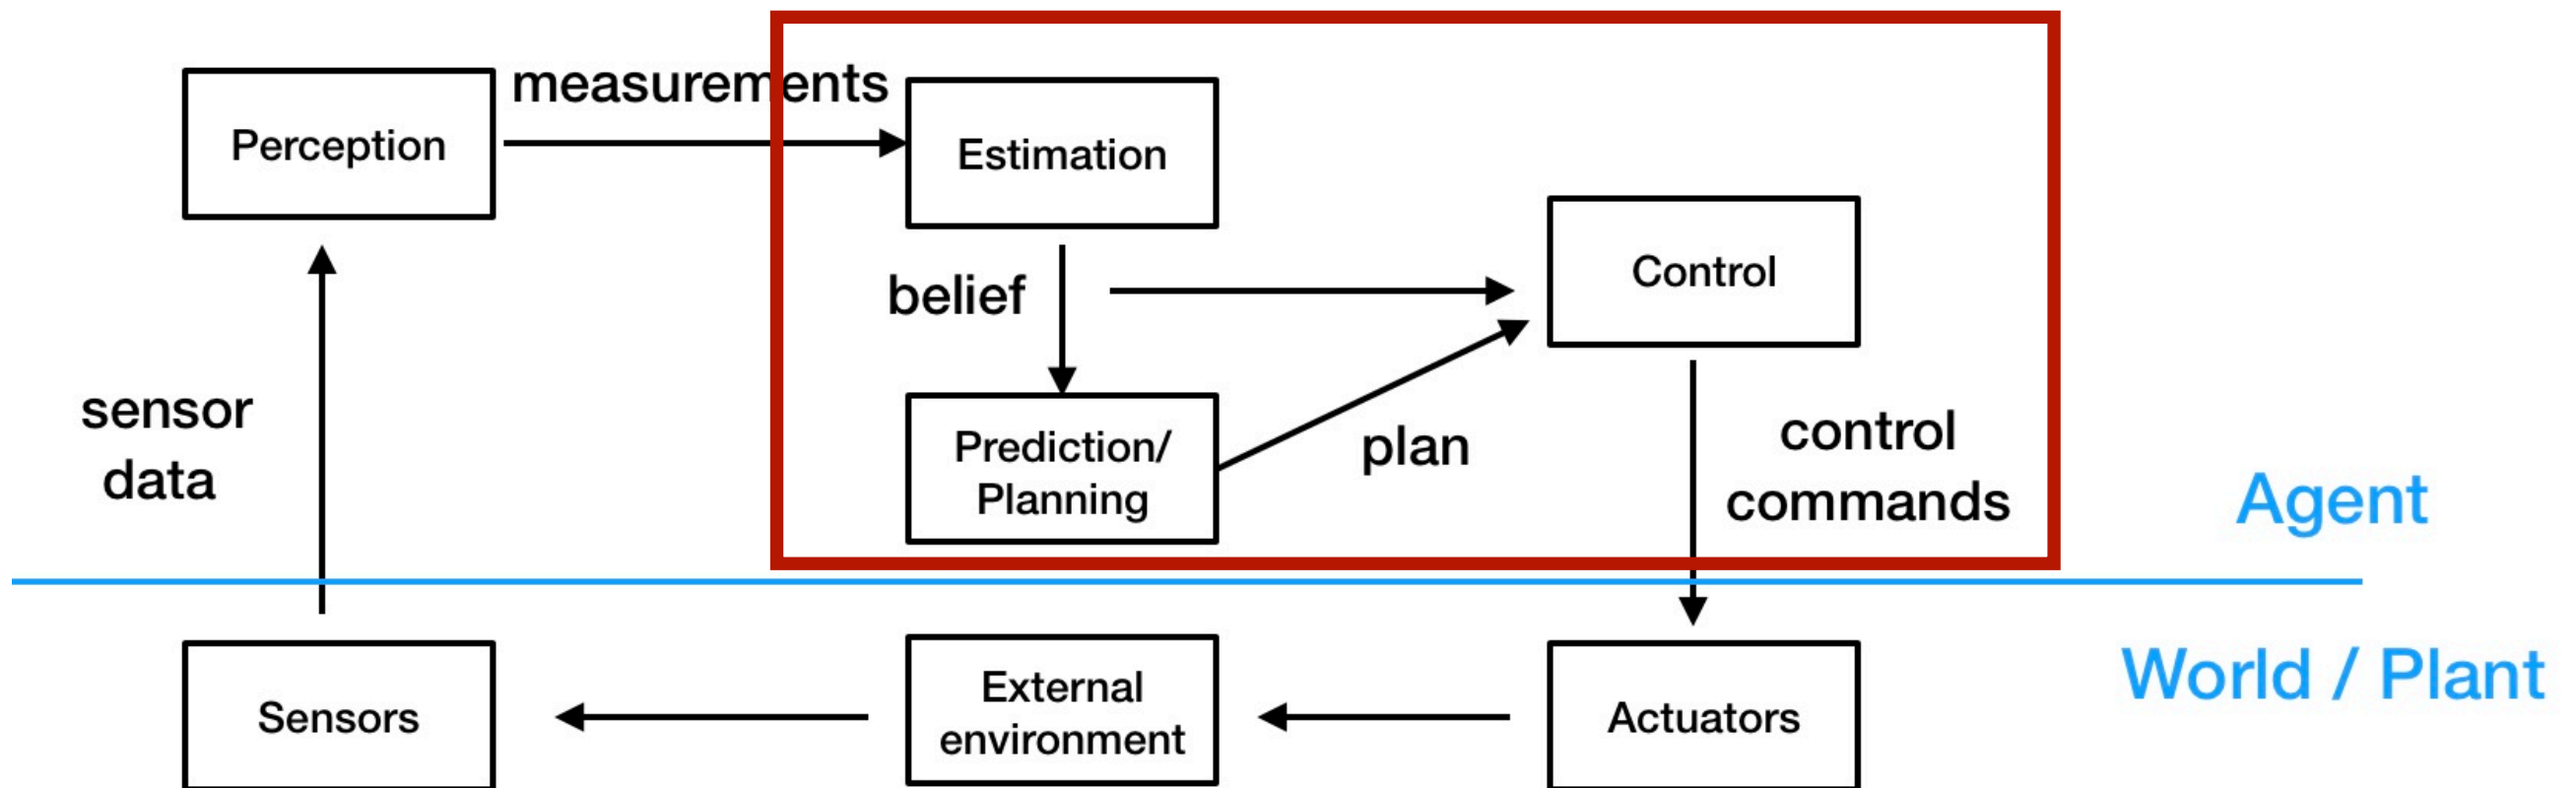 measurements
Perception
Estimation
Control
belief
sensor
data
Prediction/
Planning
plan
control
commands
Agent
World / Plant
Sensors
External
environment
Actuators